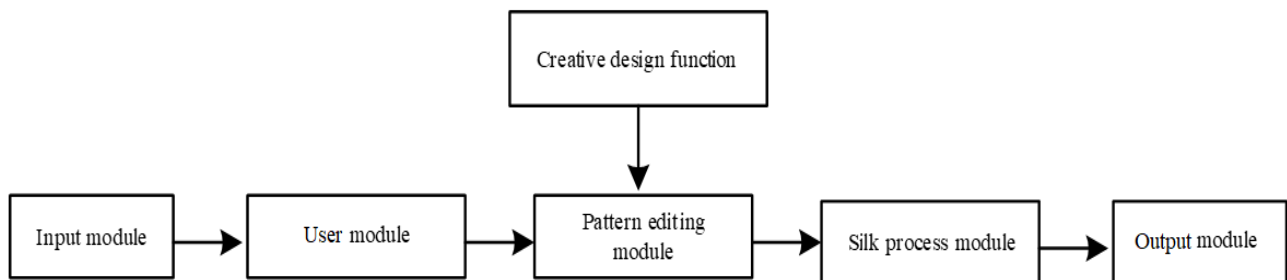 Creative design function
Input module
User module
Pattern editing
module
Silk process module
Output module